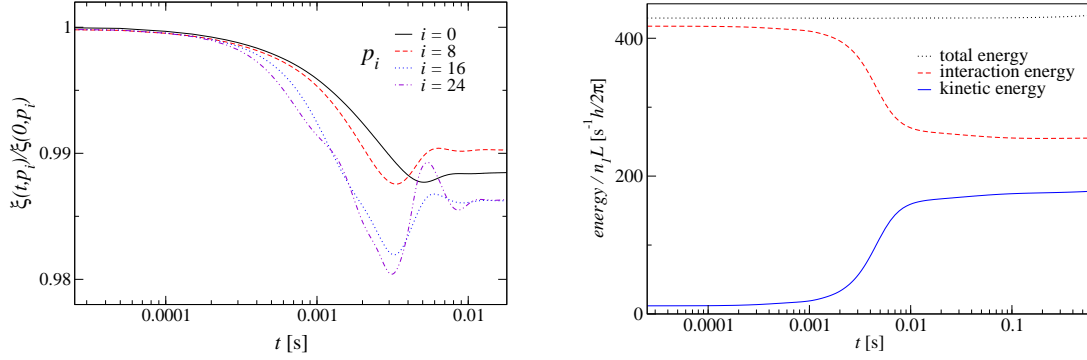 1
0.99
0.98
ξ(t,p_i)/ξ(0,p_i)
p_i
i = 0
i = 8
i = 16
i = 24
0.0001
0.001
0.01
t [s]
400
200
0
energy / n_1L [s^-1h/2π]
total energy
interaction energy
kinetic energy
0.0001
0.001
0.01
0.1
t [s]